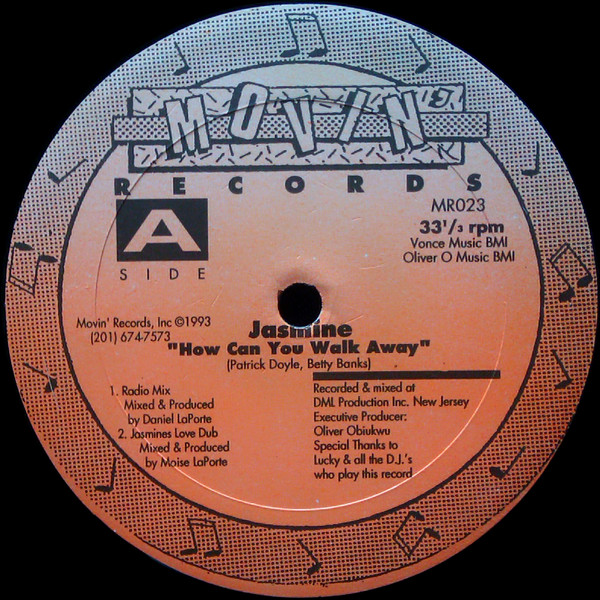 MOVIN'
RECORDS
A
SIDE
MR023
33 1/3 rpm
Vonce Music BMI
Oliver O Music BMI
Movin' Records, Inc ©1993
(201) 674-7573
Jasmine
"How Can You Walk Away"
(Patrick Doyle, Betty Banks)
1. Radio Mix
Mixed & Produced
by Daniel LaPorte
2. Jasmines Love Dub
Mixed & Produced
by Moise LaPorte
Recorded & mixed at
DML Production Inc. New Jersey
Executive Producer:
Oliver Obiukwu
Special Thanks to
Lucky & all the D.J.'s
who play this record